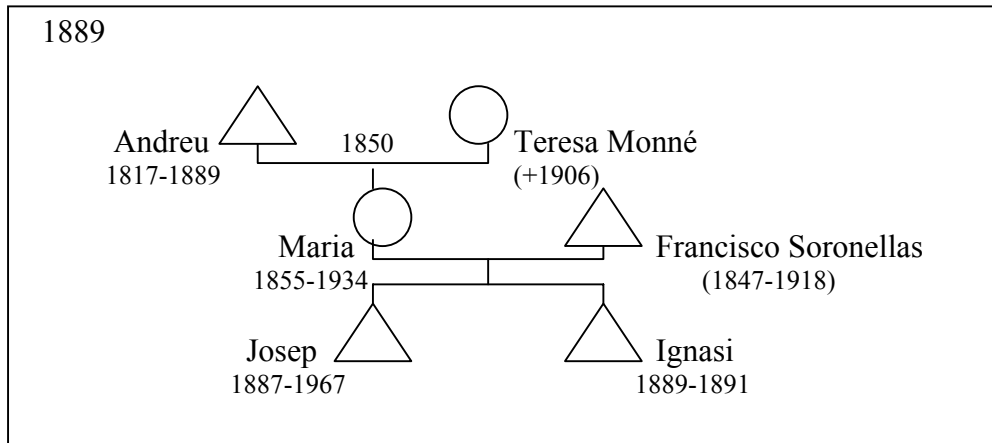 1889
Andreu
1817-1889
1850
Teresa Monné
(+1906)
Maria
1855-1934
Francisco Soronellas
(1847-1918)
Josep
1887-1967
Ignasi
1889-1891